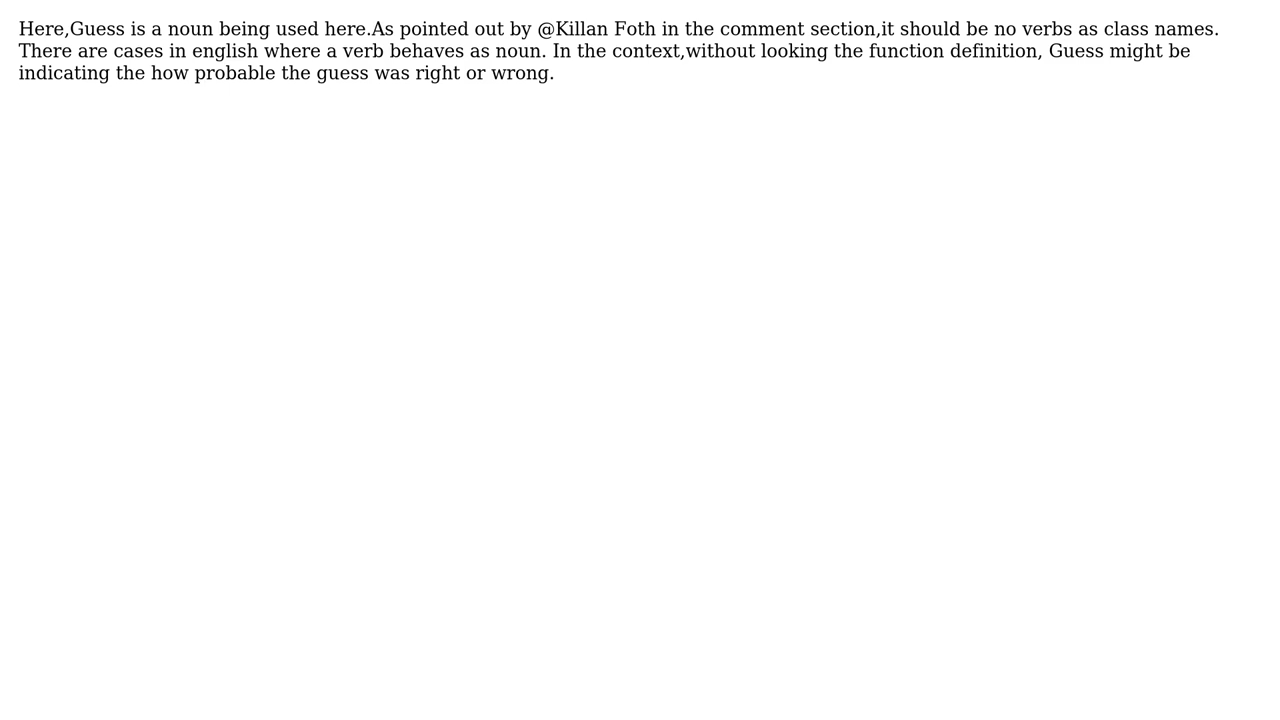 Here,Guess is a noun being used here.As pointed out by @Killan Foth in the comment section,it should be no verbs as class names.
There are cases in english where a verb behaves as noun. In the context,without looking the function definition, Guess might be
indicating the how probable the guess was right or wrong.